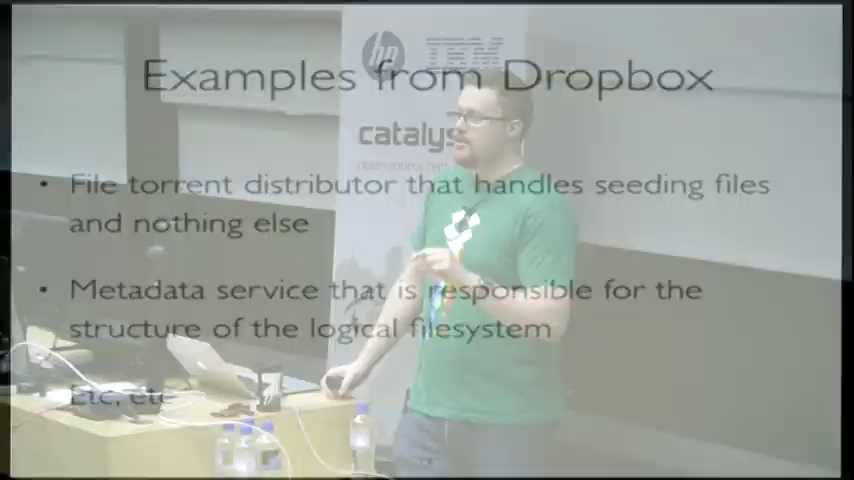 hp
IBM
Examples from Dropbox
catalys
• File torrent distributor that handles seeding files
and nothing else
• Metadata service that is responsible for the
structure of the logical filesystem
Etc, etc